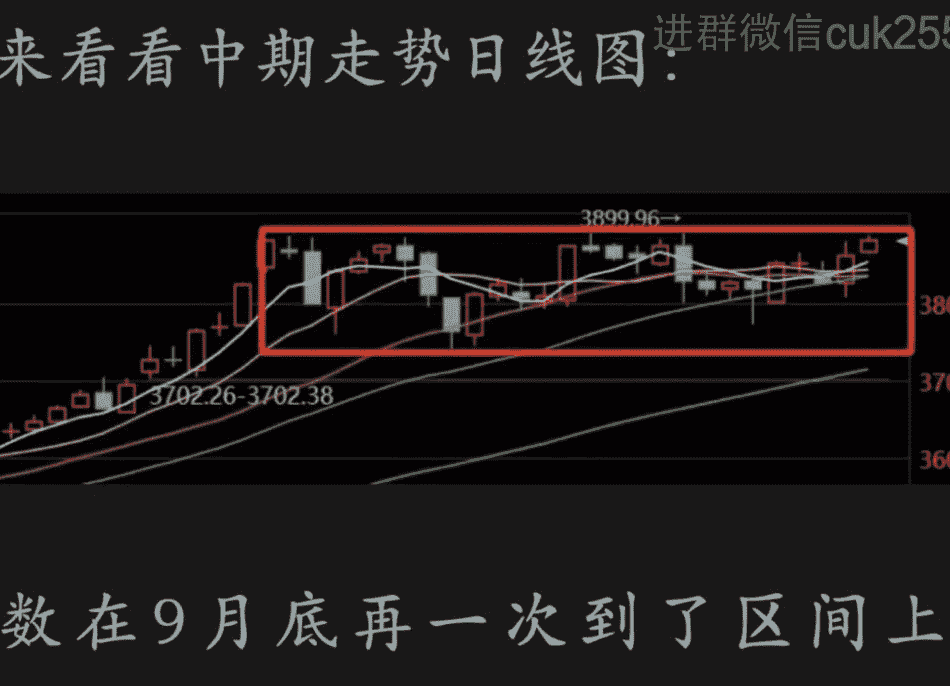 进群微信cuk255
来看看中期走势日线图：
3899.96→
3702.26-3702.38
数在9月底再一次到了区间上